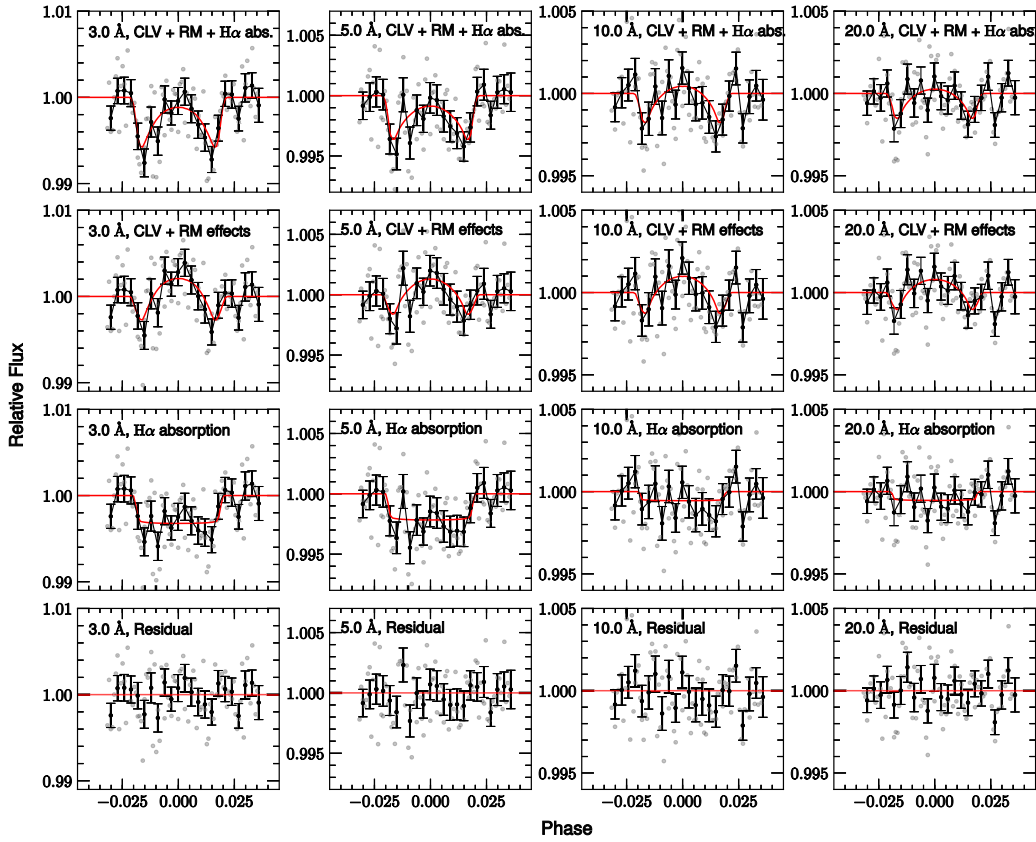 1.01
3.0 Å, CLV + RM + Hα abs.
1.00
0.99
1.005
5.0 Å, CLV + RM + Hα abs.
1.000
0.995
1.005
10.0 Å, CLV + RM + Hα abs
1.000
0.995
1.005
20.0 Å, CLV + RM + Hα abs
1.000
0.995
1.01
3.0 Å, CLV + RM effects
1.00
0.99
1.005
5.0 Å, CLV + RM effects
1.000
0.995
1.005
10.0 Å, CLV + RM effects
1.000
0.995
1.005
20.0 Å, CLV + RM effects
1.000
0.995
Relative Flux
1.01
3.0 Å, Hα absorption
1.00
0.99
1.005
5.0 Å, Hα absorption
1.000
0.995
1.005
10.0 Å, Hα absorption
1.000
0.995
1.005
20.0 Å, Hα absorption
1.000
0.995
1.01
3.0 Å, Residual
1.00
0.99
1.005
5.0 Å, Residual
1.000
0.995
1.005
10.0 Å, Residual
1.000
0.995
1.005
20.0 Å, Residual
1.000
0.995
−0.025 0.000 0.025
−0.025 0.000 0.025
−0.025 0.000 0.025
−0.025 0.000 0.025
Phase